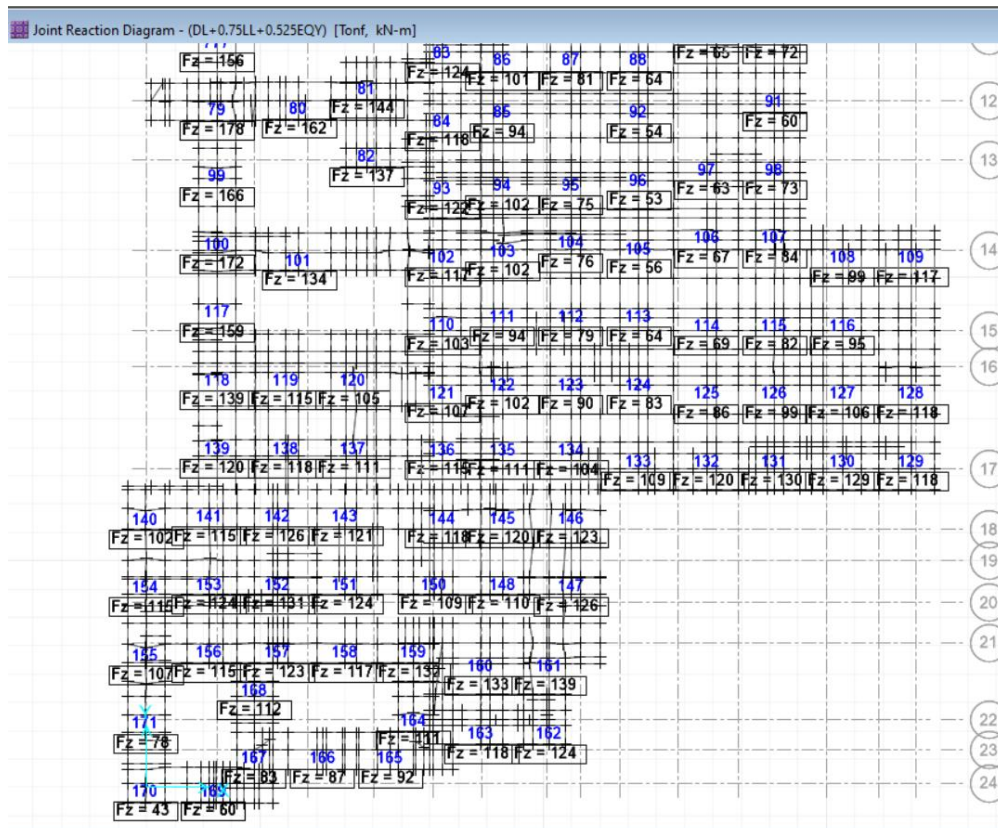 Joint Reaction Diagram - (DL+0.75LL+0.525EQY) [Tonf, kN-m]
83 86 87 88
Fz = 156 Fz = 124 Fz = 101 Fz = 81 Fz = 64 Fz = 65 Fz = 72
79 80 81 84 85 92 91 12
Fz = 178 Fz = 162 Fz = 144 Fz = 118 Fz = 94 Fz = 54 Fz = 60
99 82 93 94 95 96 97 98 13
Fz = 166 Fz = 137 Fz = 122 Fz = 102 Fz = 75 Fz = 53 Fz = 63 Fz = 73
100 101 102 103 104 105 106 107 108 109 14
Fz = 172 Fz = 134 Fz = 117 Fz = 102 Fz = 76 Fz = 56 Fz = 67 Fz = 84 Fz = 99 Fz = 117
117 110 111 112 113 114 115 116 15
Fz = 159 Fz = 103 Fz = 94 Fz = 79 Fz = 64 Fz = 69 Fz = 82 Fz = 95
16
118 119 120 121 122 123 124 125 126 127 128
Fz = 139 Fz = 115 Fz = 105 Fz = 107 Fz = 102 Fz = 90 Fz = 83 Fz = 86 Fz = 99 Fz = 106 Fz = 118
139 138 137 136 135 134 133 132 131 130 129 17
Fz = 120 Fz = 118 Fz = 111 Fz = 115 Fz = 111 Fz = 104 Fz = 109 Fz = 120 Fz = 130 Fz = 129 Fz = 118
140 141 142 143 144 145 146 18
Fz = 102 Fz = 115 Fz = 126 Fz = 121 Fz = 118 Fz = 120 Fz = 123
19
154 153 152 151 150 148 147 20
Fz = 115 Fz = 124 Fz = 131 Fz = 124 Fz = 109 Fz = 110 Fz = 126
21
155 156 157 158 159 160 161
Fz = 107 Fz = 115 Fz = 123 Fz = 117 Fz = 132 Fz = 133 Fz = 139
168
Fz = 112
171 164 163 162 22
Fz = 78 Fz = 111 Fz = 118 Fz = 124 23
167 166 165
Fz = 83 Fz = 87 Fz = 92 24
170 169
Fz = 43 Fz = 60